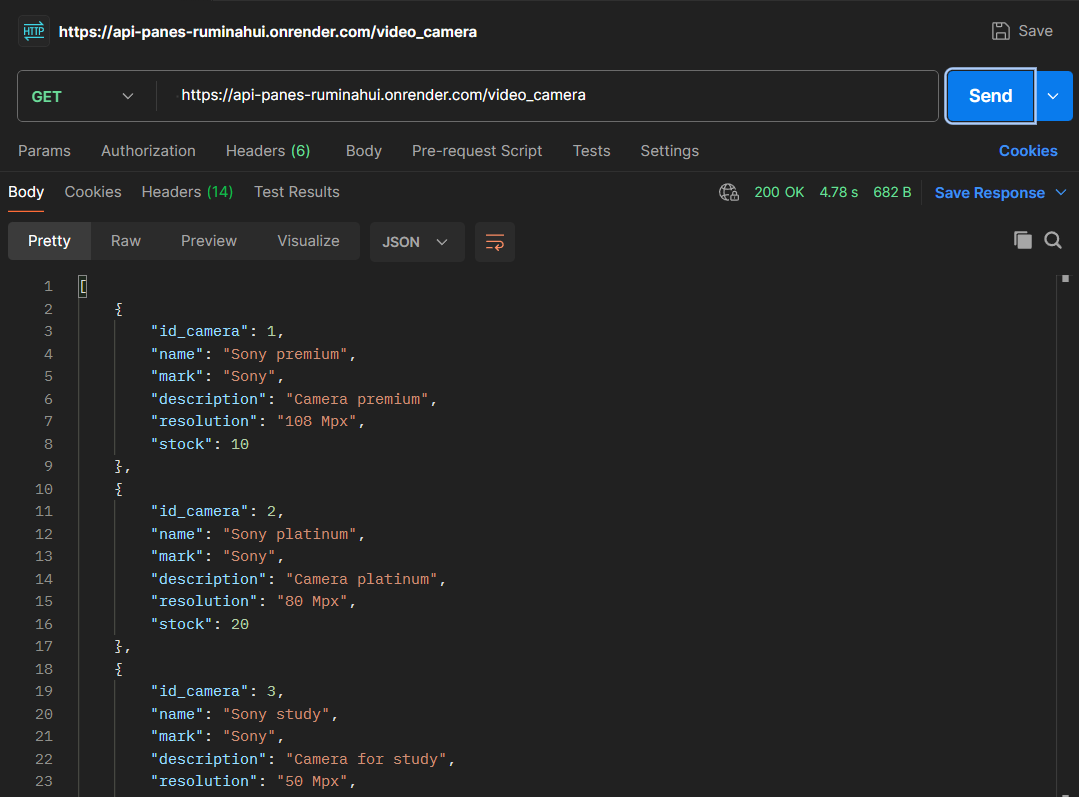 HTTP https://api-panes-ruminahui.onrender.com/video_camera Save
GET https://api-panes-ruminahui.onrender.com/video_camera Send
Params Authorization Headers (6) Body Pre-request Script Tests Settings Cookies
Body Cookies Headers (14) Test Results 200 OK 4.78 s 682 B Save Response
Pretty Raw Preview Visualize JSON
1 [
2 {
3 "id_camera": 1,
4 "name": "Sony premium",
5 "mark": "Sony",
6 "description": "Camera premium",
7 "resolution": "108 Mpx",
8 "stock": 10
9 },
10 {
11 "id_camera": 2,
12 "name": "Sony platinum",
13 "mark": "Sony",
14 "description": "Camera platinum",
15 "resolution": "80 Mpx",
16 "stock": 20
17 },
18 {
19 "id_camera": 3,
20 "name": "Sony study",
21 "mark": "Sony",
22 "description": "Camera for study",
23 "resolution": "50 Mpx",